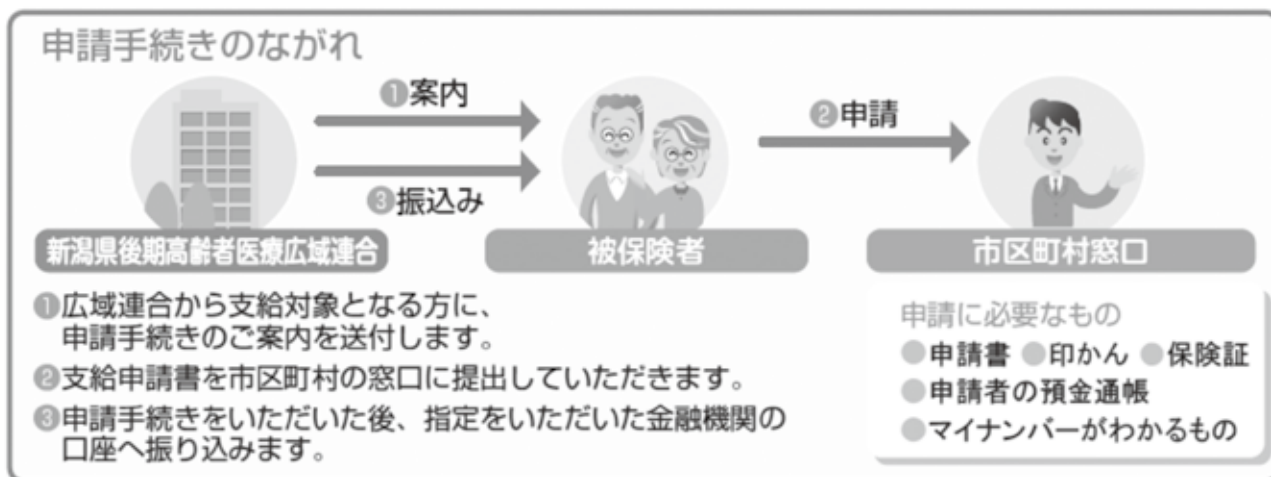 申請手続きのながれ
①案内
③振込み
②申請
新潟県後期高齢者医療広域連合
被保険者
市区町村窓口
①広域連合から支給対象となる方に、
申請手続きのご案内を送付します。
②支給申請書を市区町村の窓口に提出していただきます。
③申請手続きをいただいた後、指定をいただいた金融機関の
口座へ振り込みます。
申請に必要なもの
●申請書 ●印かん ●保険証
●申請者の預金通帳
●マイナンバーがわかるもの